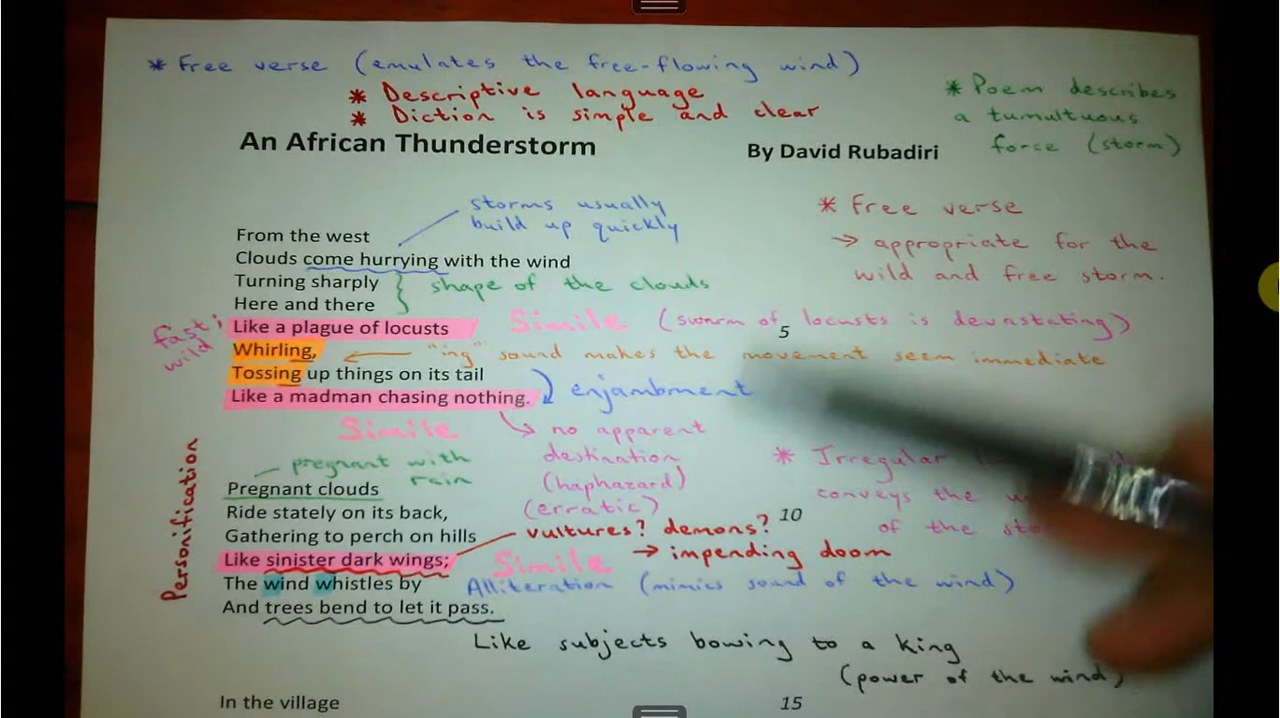 * Free verse (emulates the free-flowing wind)
* Descriptive language
* Diction is simple and clear
* Poem describes
a tumultuous
force (storm)
An African Thunderstorm
By David Rubadiri
storms usually
build up quickly
* Free verse
→ appropriate for the
wild and free storm.
From the west
Clouds come hurrying with the wind
Turning sharply
Here and there
shape of the clouds
fast;
wild
Like a plague of locusts
Simile (swarm of locusts is devastating)
5
Whirling,
← "ing" sound makes the movement seem immediate
Tossing up things on its tail
Like a madman chasing nothing.
enjambment
Simile
no apparent
destination
(haphazard)
(erratic)
* Irregular
conveys the
of the
pregnant with
rain
Personification
Pregnant clouds
Ride stately on its back,
10
Gathering to perch on hills
vultures? demons?
→ impending doom
Like sinister dark wings;
Simile
The wind whistles by
Alliteration (mimics sound of the wind)
And trees bend to let it pass.
Like subjects bowing to a king
(power of the wind)
In the village
15